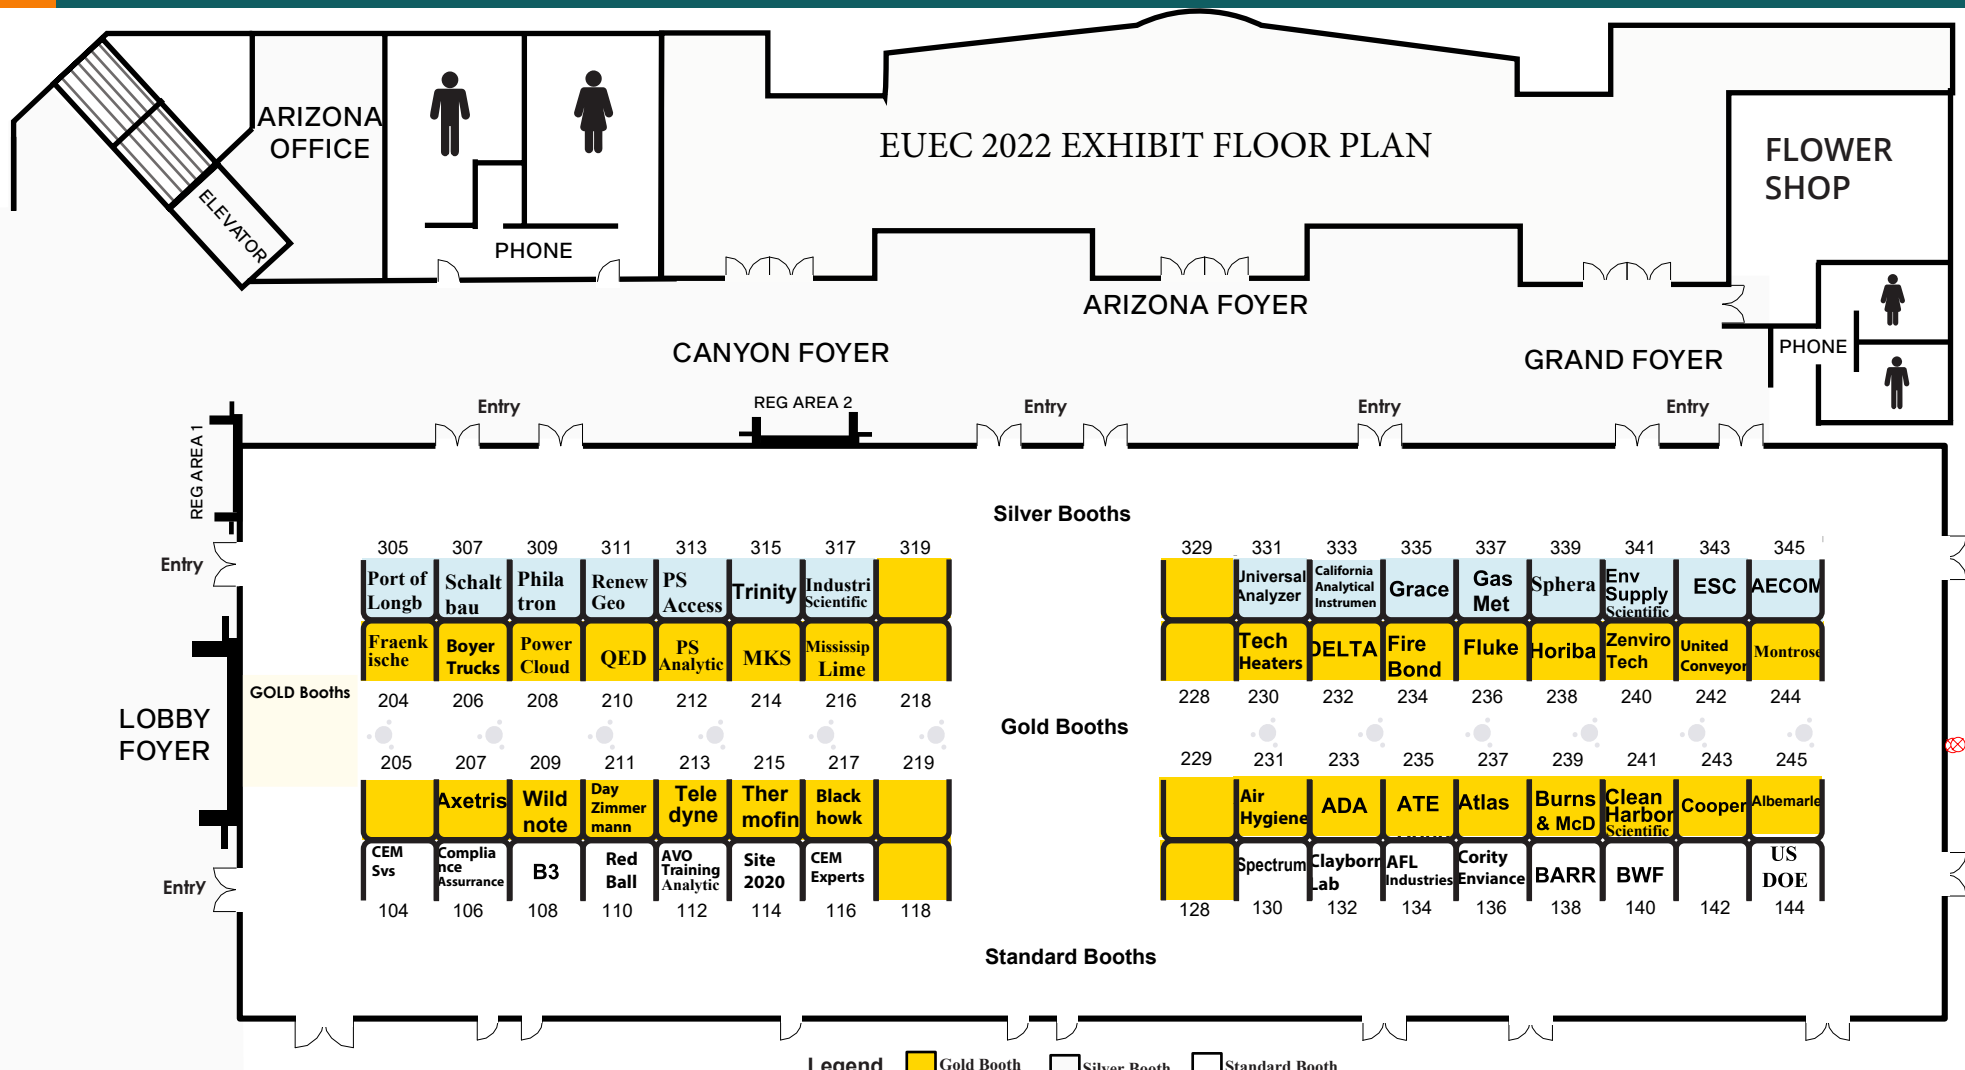 EUEC 2022 EXHIBIT FLOOR PLAN
ARIZONA
OFFICE
ELEVATOR
PHONE
FLOWER
SHOP
ARIZONA FOYER
CANYON FOYER
GRAND FOYER
PHONE
REG AREA 1
Entry
REG AREA 2
Entry
Entry
Entry
Silver Booths
Entry
305 307 309 311 313 315 317 319
Port of
Longb
Schalt
bau
Phila
tron
Renew
Geo
PS
Access
Trinity
Industri
Scientific
Fraenk
ische
Boyer
Trucks
Power
Cloud
QED
PS
Analytic
MKS
Mississip
Lime
204 206 208 210 212 214 216 218
329 331 333 335 337 339 341 343 345
Universal
Analyzer
California
Analytical
Instrumen
Grace
Gas
Met
Sphera
Env
Supply
Scientific
ESC
AECOM
Tech
Heaters
DELTA
Fire
Bond
Fluke
Horiba
Zenviro
Tech
United
Conveyor
Montrose
228 230 232 234 236 238 240 242 244
GOLD Booths
LOBBY
FOYER
Gold Booths
205 207 209 211 213 215 217 219
Axetris
Wild
note
Day
Zimmer
mann
Tele
dyne
Ther
mofin
Black
howk
CEM
Svs
Complia
nce
Assurrance
B3
Red
Ball
AVO
Training
Analytic
Site
2020
CEM
Experts
104 106 108 110 112 114 116 118
229 231 233 235 237 239 241 243 245
Air
Hygiene
ADA
ATE
Atlas
Burns
& McD
Clean
Harbor
Scientific
Cooper
Albemarle
Spectrum
Clayborn
Lab
AFL
Industries
Cority
Enviance
BARR
BWF
US
DOE
128 130 132 134 136 138 140 142 144
Entry
Standard Booths
Legend Gold Booth Silver Booth Standard Booth